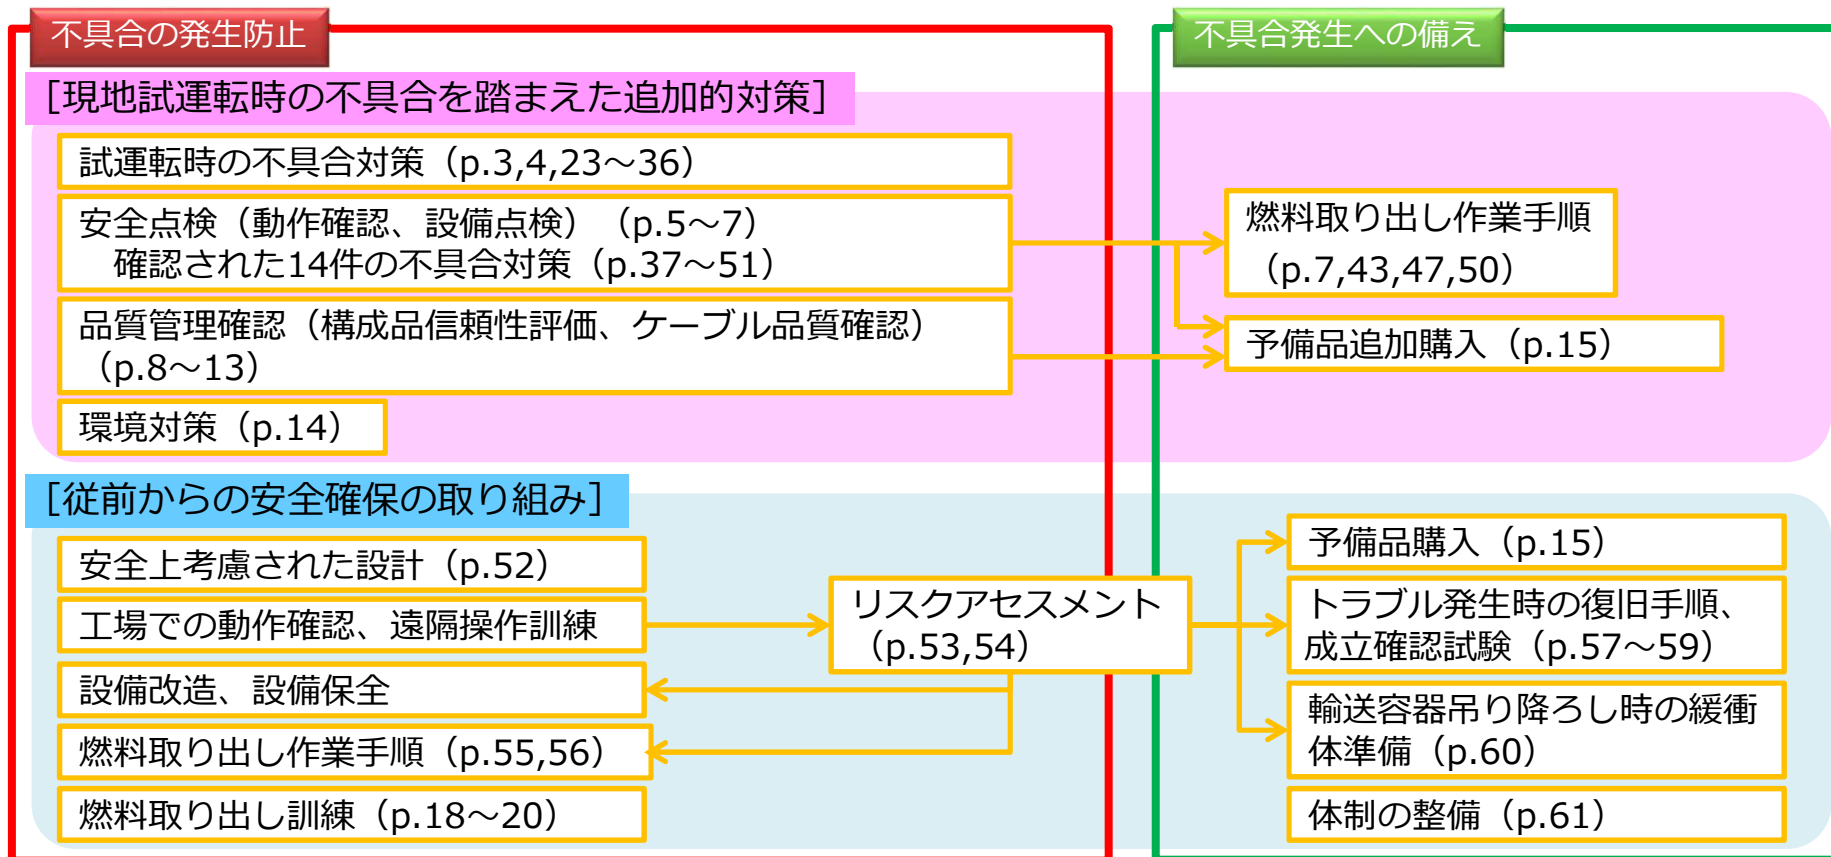 不具合の発生防止
不具合発生への備え
［現地試運転時の不具合を踏まえた追加的対策］
試運転時の不具合対策（p.3,4,23～36）
安全点検（動作確認、設備点検）（p.5～7）
確認された14件の不具合対策（p.37～51）
品質管理確認（構成品信頼性評価、ケーブル品質確認）
（p.8～13）
環境対策（p.14）
燃料取り出し作業手順
（p.7,43,47,50）
予備品追加購入（p.15）
［従前からの安全確保の取り組み］
安全上考慮された設計（p.52）
工場での動作確認、遠隔操作訓練
設備改造、設備保全
燃料取り出し作業手順（p.55,56）
燃料取り出し訓練（p.18～20）
リスクアセスメント
（p.53,54）
予備品購入（p.15）
トラブル発生時の復旧手順、
成立確認試験（p.57～59）
輸送容器吊り降ろし時の緩衝
体準備（p.60）
体制の整備（p.61）